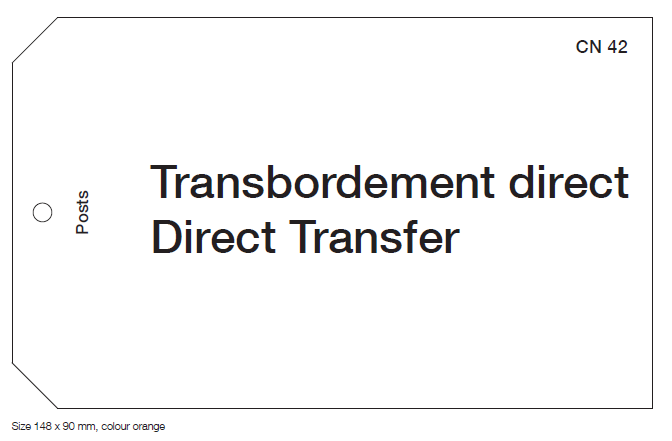 CN 42
Posts
Transbordement direct
Direct Transfer
Size 148 x 90 mm, colour orange